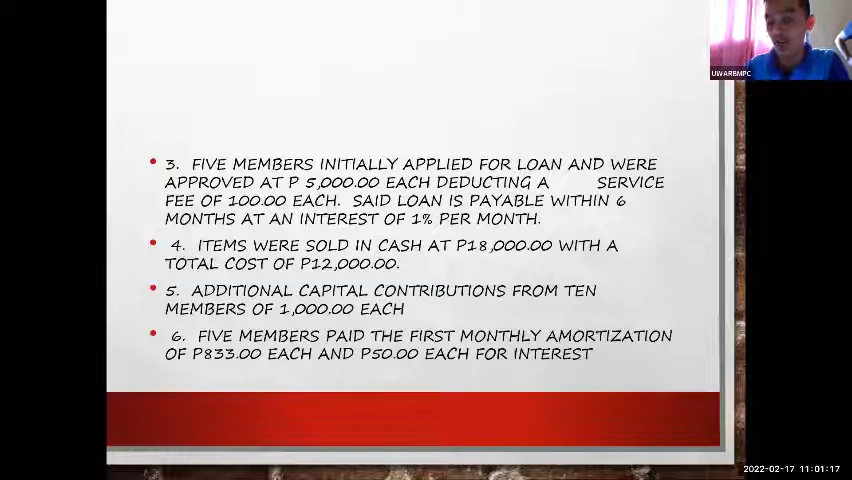 UWARBMPC
• 3. FIVE MEMBERS INITIALLY APPLIED FOR LOAN AND WERE
APPROVED AT P 5,000.00 EACH DEDUCTING A SERVICE
FEE OF 100.00 EACH. SAID LOAN IS PAYABLE WITHIN 6
MONTHS AT AN INTEREST OF 1% PER MONTH.
• 4. ITEMS WERE SOLD IN CASH AT P18,000.00 WITH A
TOTAL COST OF P12,000.00.
• 5. ADDITIONAL CAPITAL CONTRIBUTIONS FROM TEN
MEMBERS OF 1,000.00 EACH
• 6. FIVE MEMBERS PAID THE FIRST MONTHLY AMORTIZATION
OF P833.00 EACH AND P50.00 EACH FOR INTEREST
2022-02-17 11:01:17